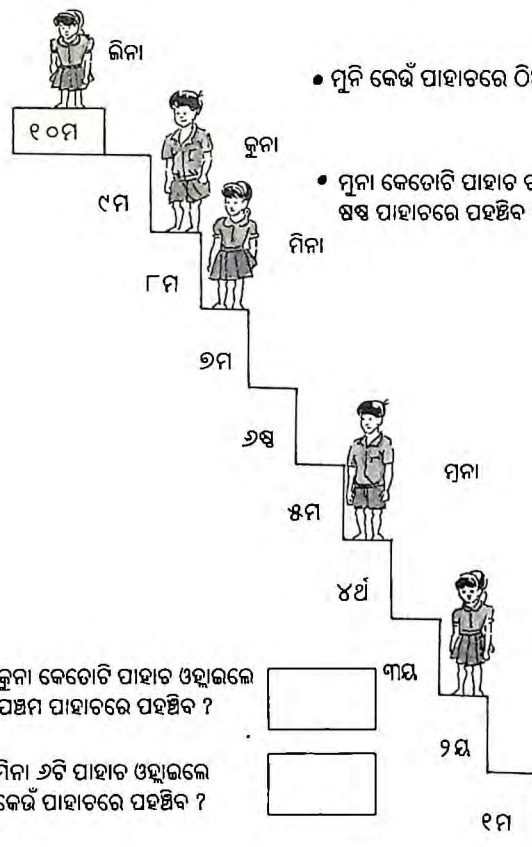 ଲିନା
• ମୁନି କେଉଁ ପାହାଚରେ
୧୦ମ
କୁନା
୯ମ
• ମୁନା କେତୋଟି ପାହାଚ
ଷଷ୍ଠ ପାହାଚରେ ପହଞ୍ଚିବ
ମିନା
୮ମ
୭ମ
୬ଷ୍ଠ
ମୁନା
୫ମ
୪ର୍ଥ
କୁନା କେତୋଟି ପାହାଚ ଓହ୍ଲାଇଲେ
ପଞ୍ଚମ ପାହାଚରେ ପହଞ୍ଚିବ ?
୩ୟ
୨ୟ
ମିନା ୬ଟି ପାହାଚ ଓହ୍ଲାଇଲେ
କେଉଁ ପାହାଚରେ ପହଞ୍ଚିବ ?
୧ମ